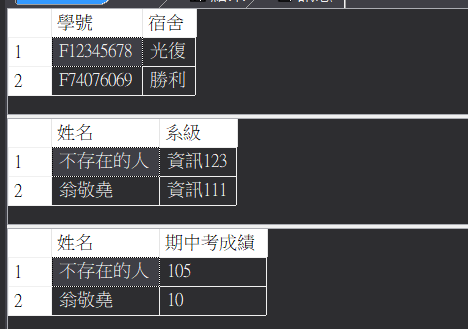 學號 宿舍
1 F12345678 光復
2 F74076069 勝利
姓名 系級
1 不存在的人 資訊123
2 翁敬堯 資訊111
姓名 期中考成績
1 不存在的人 105
2 翁敬堯 10